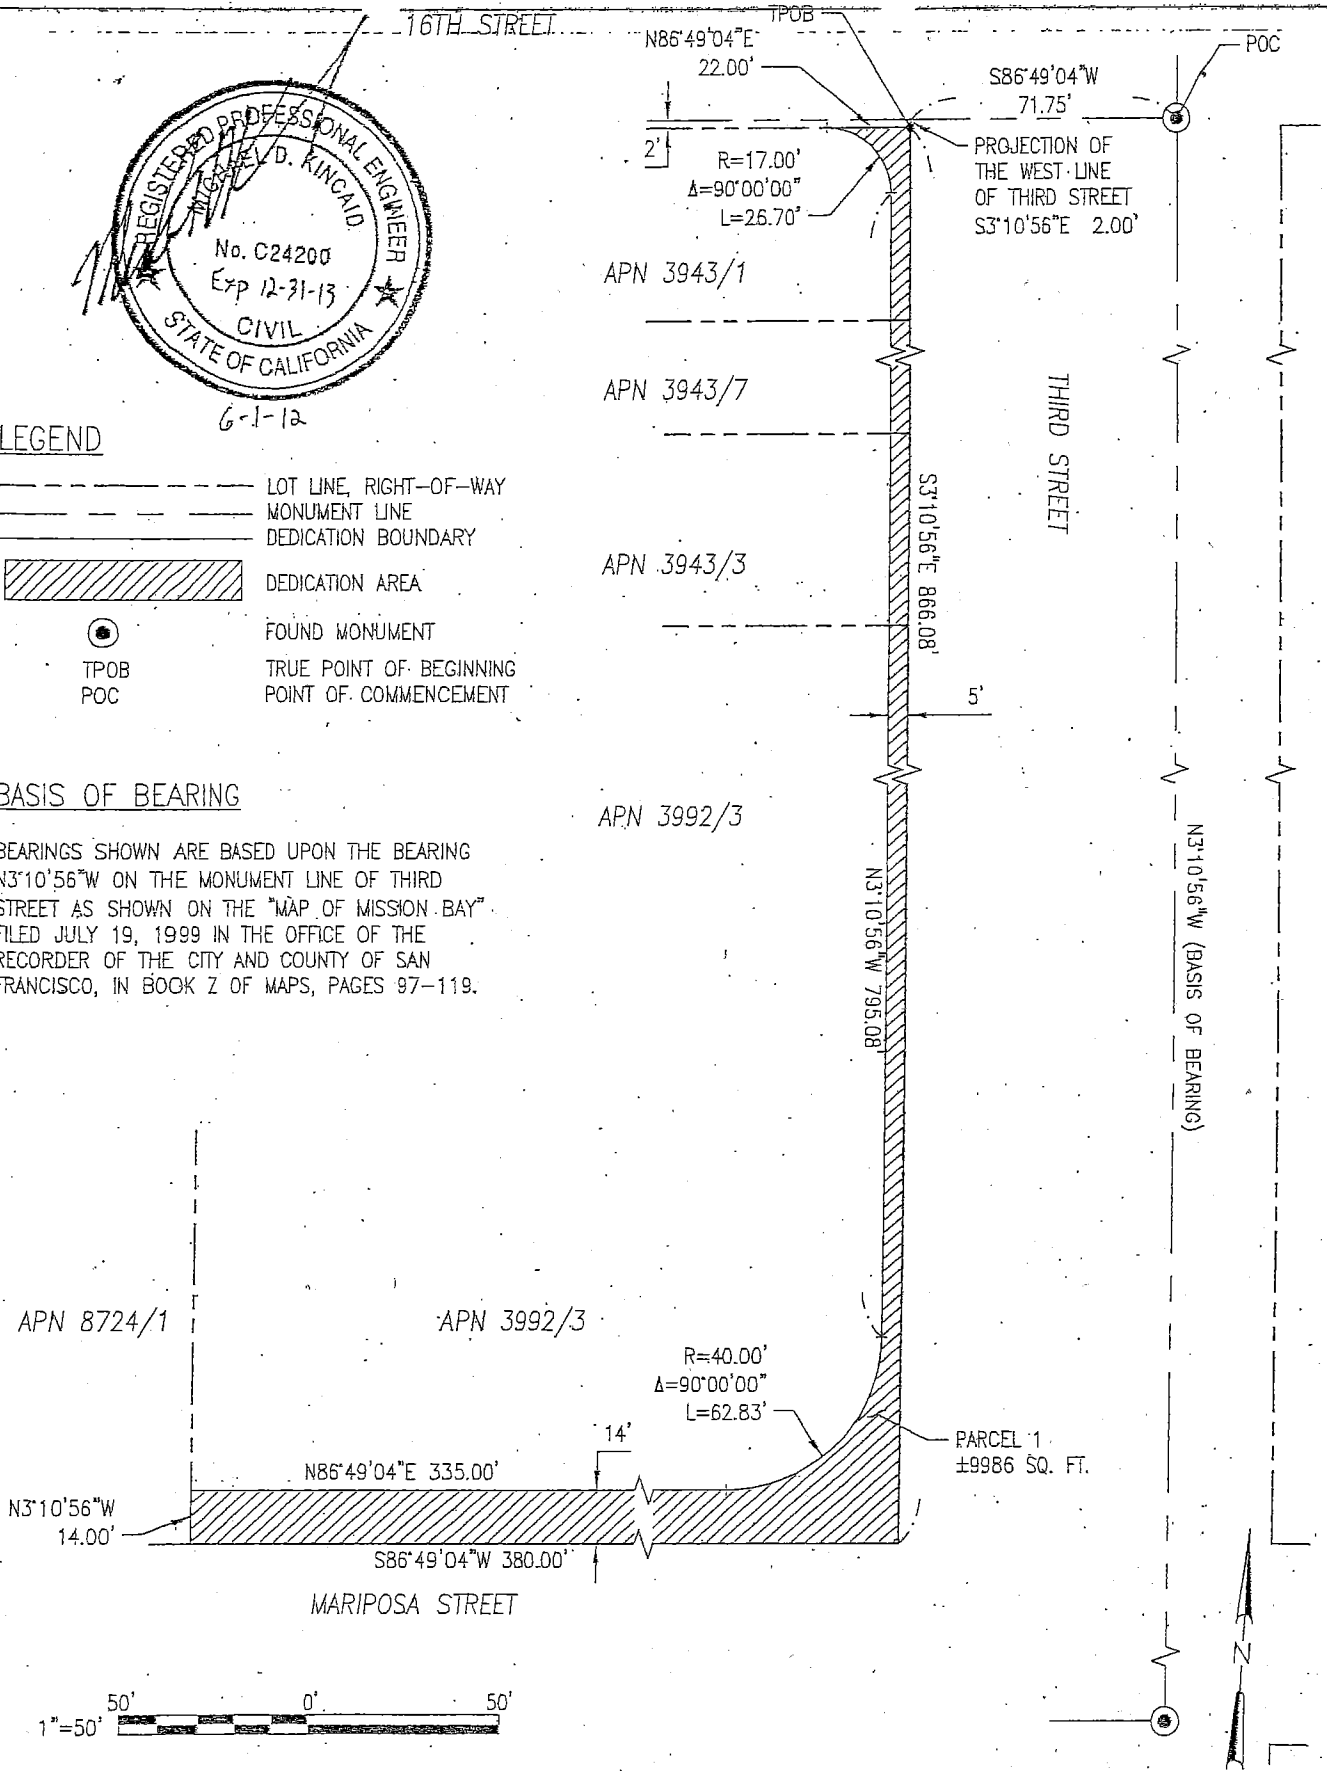 16TH STREET
TPOB
N86°49'04"E
22.00'
POC
S86°49'04"W
71.75'
2'
R=17.00'
Δ=90°00'00"
L=26.70'
PROJECTION OF
THE WEST LINE
OF THIRD STREET
S3°10'56"E 2.00'
REGISTERED PROFESSIONAL ENGINEER
MICHAEL D. KINCAID
No. C24200
Exp 12-31-13
CIVIL
STATE OF CALIFORNIA
6-1-12
APN 3943/1
APN 3943/7
APN 3943/3
THIRD STREET
S3°10'56"E 866.08'
5'
LEGEND
LOT LINE, RIGHT-OF-WAY
MONUMENT LINE
DEDICATION BOUNDARY
DEDICATION AREA
FOUND MONUMENT
TPOB TRUE POINT OF BEGINNING
POC POINT OF COMMENCEMENT
BASIS OF BEARING
BEARINGS SHOWN ARE BASED UPON THE BEARING
N3°10'56"W ON THE MONUMENT LINE OF THIRD
STREET AS SHOWN ON THE "MAP OF MISSION BAY"
FILED JULY 19, 1999 IN THE OFFICE OF THE
RECORDER OF THE CITY AND COUNTY OF SAN
FRANCISCO, IN BOOK Z OF MAPS, PAGES 97-119.
APN 3992/3
N3°10'56"W 795.08'
N3°10'56"W (BASIS OF BEARING)
APN 8724/1
APN 3992/3
R=40.00'
Δ=90°00'00"
L=62.83'
14'
PARCEL 1
±9986 SQ. FT.
N86°49'04"E 335.00'
N3°10'56"W
14.00'
S86°49'04"W 380.00'
MARIPOSA STREET
N
50' 0' 50'
1"=50'